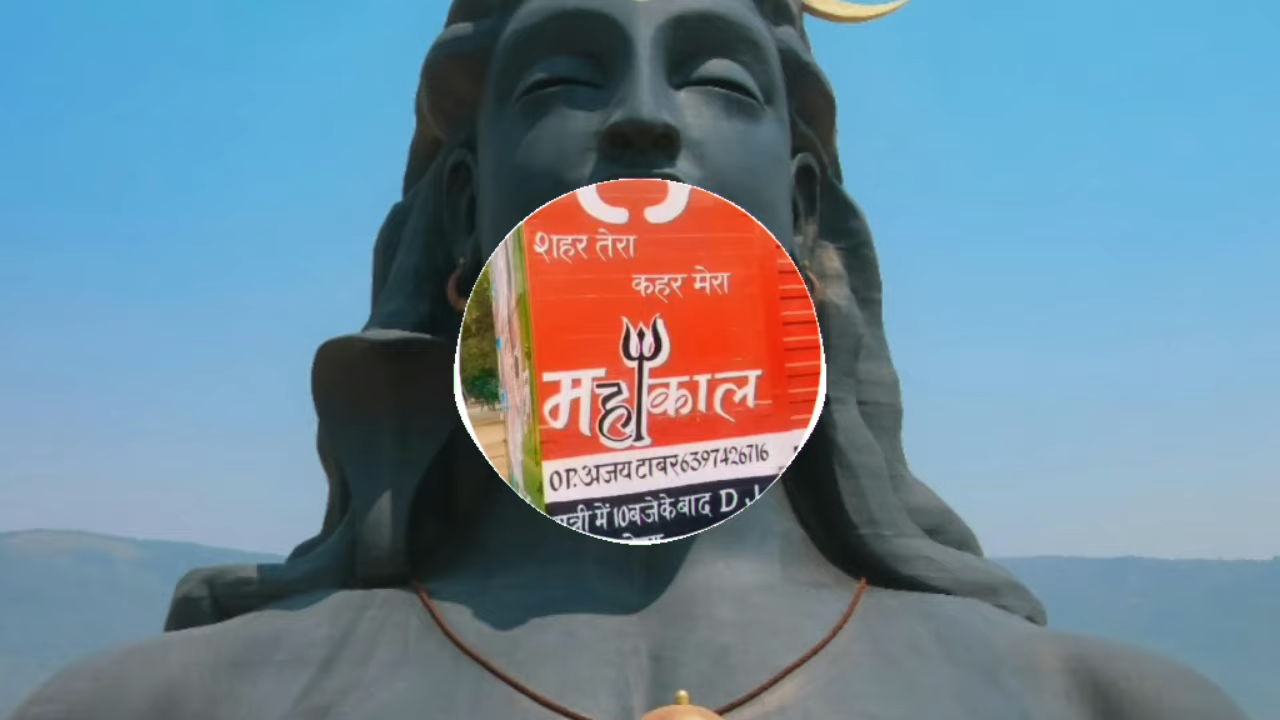 शहर तेरा
कहर मेरा
महाकाल
OP. अजय टाबर 6397426716
में 10 बजे के बाद D